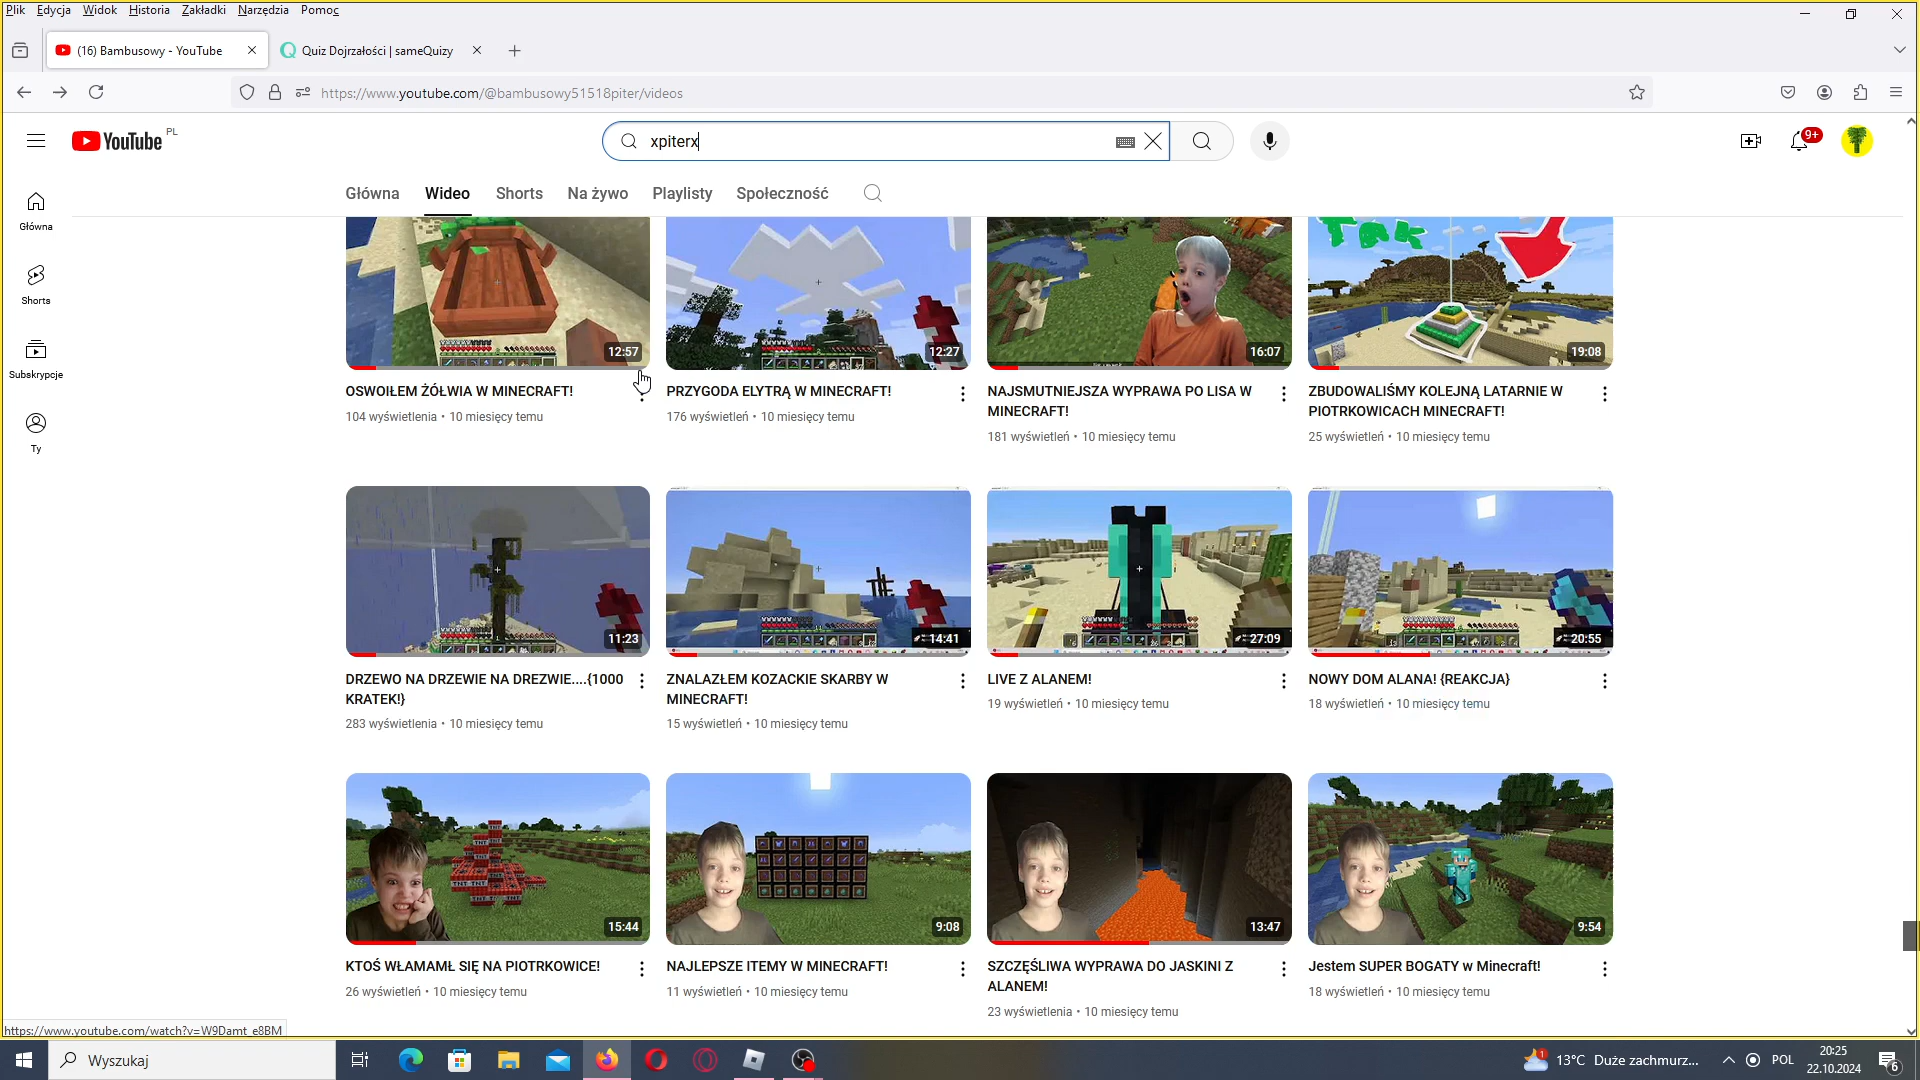 Plik Edycja Widok Historia Zakładki Narzędzia Pomoc
(16) Bambusowy - YouTube
Quiz Dojrzałości | sameQuizy
https://www.youtube.com/@bambusowy51518piter/videos
YouTube PL
xpiterx
9+
Główna Wideo Shorts Na żywo Playlisty Społeczność
Główna
Shorts
Subskrypcje
Ty
TAK
12:57
12:27
16:07
19:08
OSWOIŁEM ŻÓŁWIA W MINECRAFT!
104 wyświetlenia • 10 miesięcy temu
PRZYGODA ELYTRĄ W MINECRAFT!
176 wyświetleń • 10 miesięcy temu
NAJSMUTNIEJSZA WYPRAWA PO LISA W
MINECRAFT!
181 wyświetleń • 10 miesięcy temu
ZBUDOWALIŚMY KOLEJNĄ LATARNIE W
PIOTRKOWICACH MINECRAFT!
25 wyświetleń • 10 miesięcy temu
11:23
14:41
27:09
20:55
DRZEWO NA DRZEWIE NA DREZWIE....{1000
KRATEK!}
283 wyświetlenia • 10 miesięcy temu
ZNALAZŁEM KOZACKIE SKARBY W
MINECRAFT!
15 wyświetleń • 10 miesięcy temu
LIVE Z ALANEM!
19 wyświetleń • 10 miesięcy temu
NOWY DOM ALANA! {REAKCJA}
18 wyświetleń • 10 miesięcy temu
TNT TNT
15:44
9:08
13:47
9:54
KTOŚ WŁAMAMŁ SIĘ NA PIOTRKOWICE!
26 wyświetleń • 10 miesięcy temu
NAJLEPSZE ITEMY W MINECRAFT!
11 wyświetleń • 10 miesięcy temu
SZCZĘŚLIWA WYPRAWA DO JASKINI Z
ALANEM!
23 wyświetlenia • 10 miesięcy temu
Jestem SUPER BOGATY w Minecraft!
18 wyświetleń • 10 miesięcy temu
https://www.youtube.com/watch?v=W9Damt_e8BM
Wyszukaj
1
13°C Duże zachmurz...
POL
20:25
22.10.2024
6